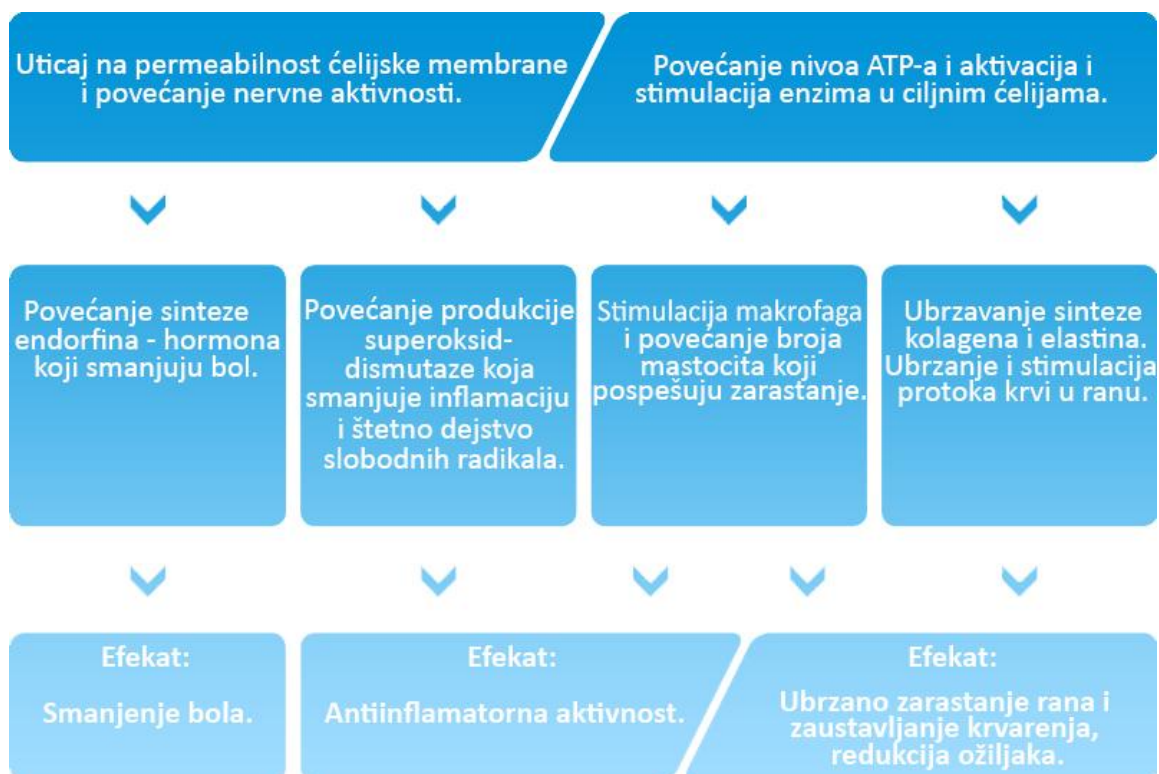 Uticaj na permeabilnost ćelijske membrane
i povećanje nervne aktivnosti.
Povećanje nivoa ATP-a i aktivacija i
stimulacija enzima u ciljnim ćelijama.
Povećanje sinteze
endorfina - hormona
koji smanjuju bol.
Povećanje produkcije
superoksid-
dismutaze koja
smanjuje inflamaciju
i štetno dejstvo
slobodnih radikala.
Stimulacija makrofaga
i povećanje broja
mastocita koji
pospešuju zarastanje.
Ubrzavanje sinteze
kolagena i elastina.
Ubrzanje i stimulacija
protoka krvi u ranu.
Efekat:
Smanjenje bola.
Efekat:
Antiinflamatorna aktivnost.
Efekat:
Ubrzano zarastanje rana i
zaustavljanje krvarenja,
redukcija ožiljaka.